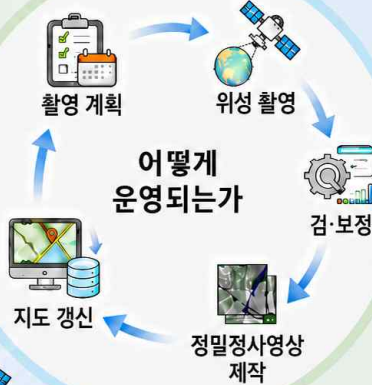 촬영 계획
위성 촬영
어떻게
운영되는가
검·보정
지도 갱신
정밀정사영상
제작